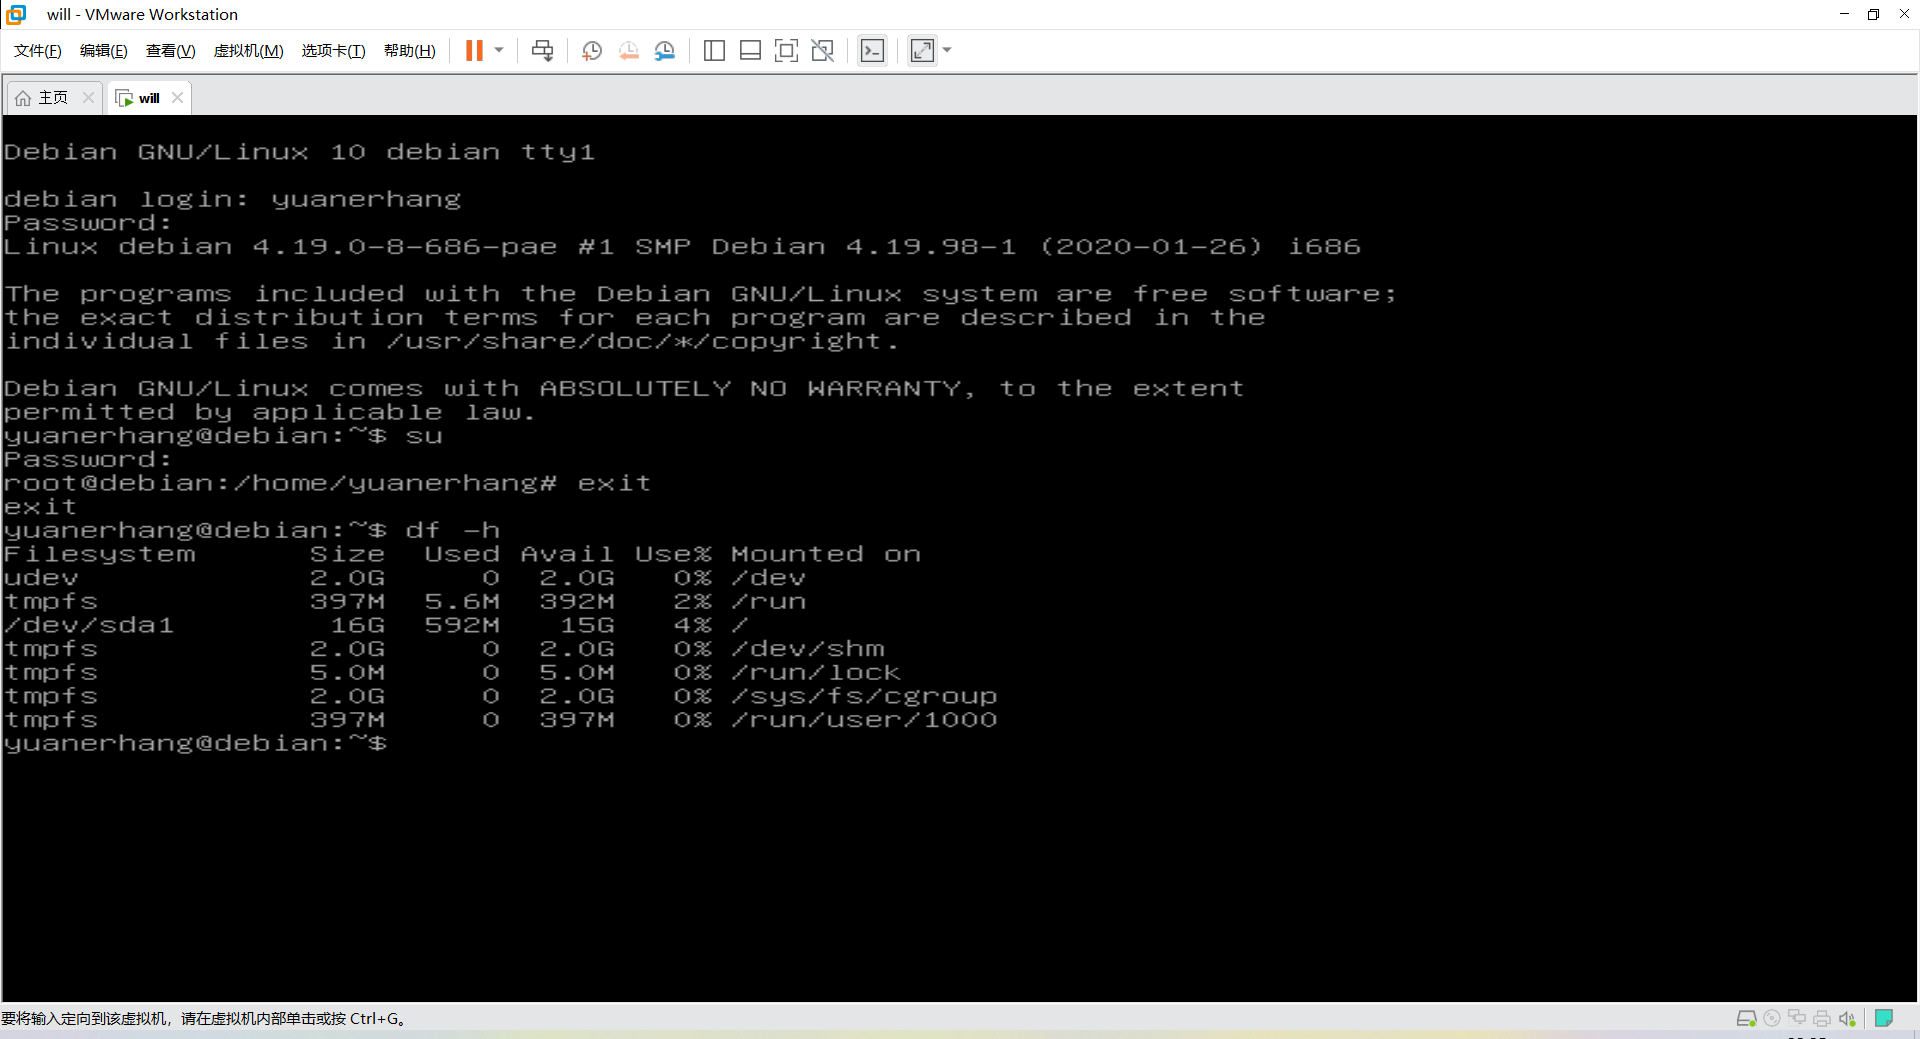 will - VMware Workstation
文件(F) 编辑(E) 查看(V) 虚拟机(M) 选项卡(T) 帮助(H)
主页 will
Debian GNU/Linux 10 debian tty1
debian login: yuanerhang
Password:
Linux debian 4.19.0-8-686-pae #1 SMP Debian 4.19.98-1 (2020-01-26) i686
The programs included with the Debian GNU/Linux system are free software;
the exact distribution terms for each program are described in the
individual files in /usr/share/doc/*/copyright.
Debian GNU/Linux comes with ABSOLUTELY NO WARRANTY, to the extent
permitted by applicable law.
yuanerhang@debian:~$ su
Password:
root@debian:/home/yuanerhang# exit
exit
yuanerhang@debian:~$ df -h
Filesystem Size Used Avail Use% Mounted on
udev 2.0G 0 2.0G 0% /dev
tmpfs 397M 5.6M 392M 2% /run
/dev/sda1 16G 592M 15G 4% /
tmpfs 2.0G 0 2.0G 0% /dev/shm
tmpfs 5.0M 0 5.0M 0% /run/lock
tmpfs 2.0G 0 2.0G 0% /sys/fs/cgroup
tmpfs 397M 0 397M 0% /run/user/1000
yuanerhang@debian:~$
要将输入定向到该虚拟机，请在虚拟机内部单击或按 Ctrl+G。